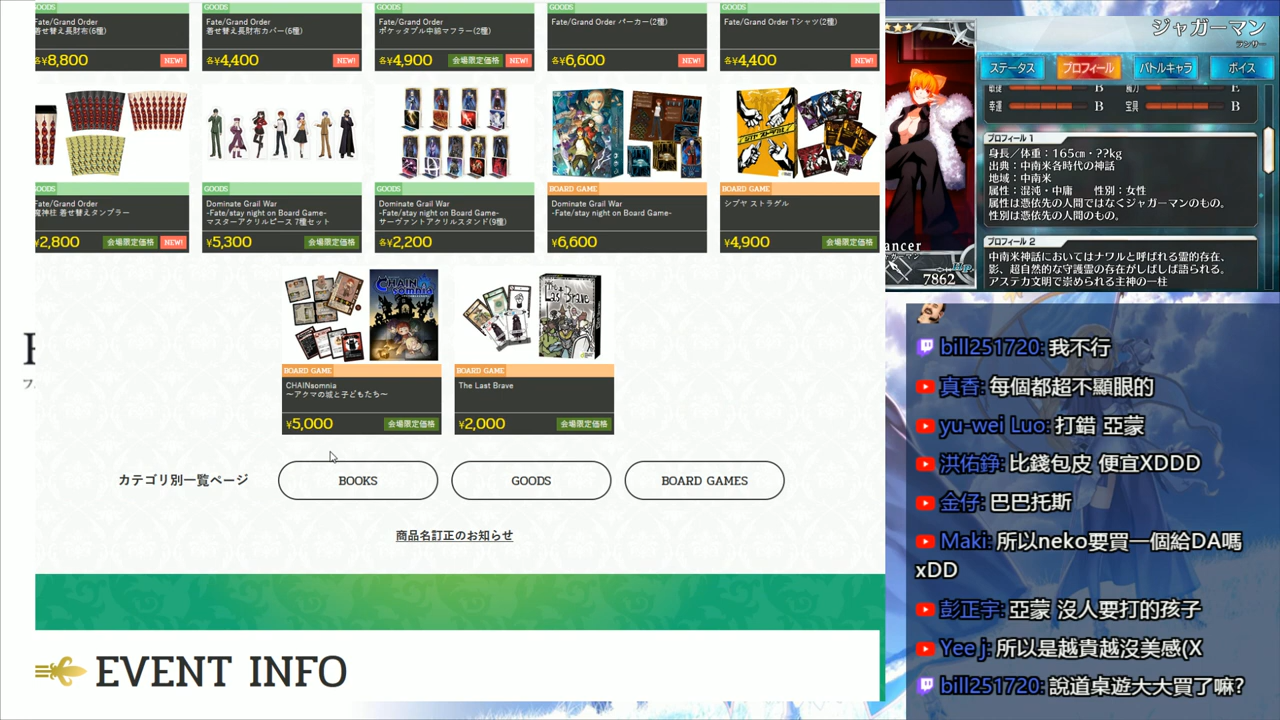 GOODS
Fate/Grand Order
着せ替え長財布(6種)
各¥8,800
NEW!
GOODS
Fate/Grand Order
着せ替え長財布カバー(6種)
各¥4,400
NEW!
GOODS
Fate/Grand Order
ポケッタブル中綿マフラー(2種)
各¥4,900
会場限定価格
NEW!
Fate/Grand Order パーカー(2種)
各¥6,600
NEW!
Fate/Grand Order Tシャツ(2種)
各¥4,400
NEW!
GOODS
Fate/Grand Order
魔神柱 着せ替えタンブラー
¥2,800
会場限定価格
NEW!
GOODS
Dominate Grail War
-Fate/stay night on Board Game-
マスターアクリルピース 7種セット
¥5,300
会場限定価格
GOODS
Dominate Grail War
-Fate/stay night on Board Game-
サーヴァントアクリルスタンド(9種)
各¥2,200
会場限定価格
BOARD GAME
Dominate Grail War
-Fate/stay night on Board Game-
¥6,600
BOARD GAME
シブヤ ストラグル
¥4,900
会場限定価格
CHAINsomnia
BOARD GAME
CHAINsomnia
～アクマの城と子どもたち～
¥5,000
会場限定価格
The Last Brave
BOARD GAME
The Last Brave
¥2,000
会場限定価格
カテゴリ別一覧ページ
BOOKS
GOODS
BOARD GAMES
商品名訂正のお知らせ
EVENT INFO
ジャガーマン
ランサー
ステータス
プロフィール
バトルキャラ
ボイス
敏捷 B 魔力 E
幸運 B 宝具 B
プロフィール 1
身長／体重：165㎝・??kg
出典：中南米各時代の神話
地域：中南米
属性：混沌・中庸 性別：女性
属性は憑依先の人間ではなくジャガーマンのもの。
性別は憑依先の人間のもの。
プロフィール 2
中南米神話においてはナワルと呼ばれる霊的存在、
影、超自然的な守護霊の存在がしばしば語られる。
アステカ文明で崇められる主神の一柱
ancer
ジャガーマン
7862
bill251720: 我不行
真香: 每個都超不顯眼的
yu-wei Luo: 打錯 亞蒙
洪佑錚: 比錢包皮 便宜XDDD
金仔: 巴巴托斯
Maki: 所以neko要買一個給DA嗎
xDD
彭正宇: 亞蒙 沒人要打的孩子
Yee j: 所以是越貴越沒美感(X
bill251720: 說道桌遊大大買了嘛?